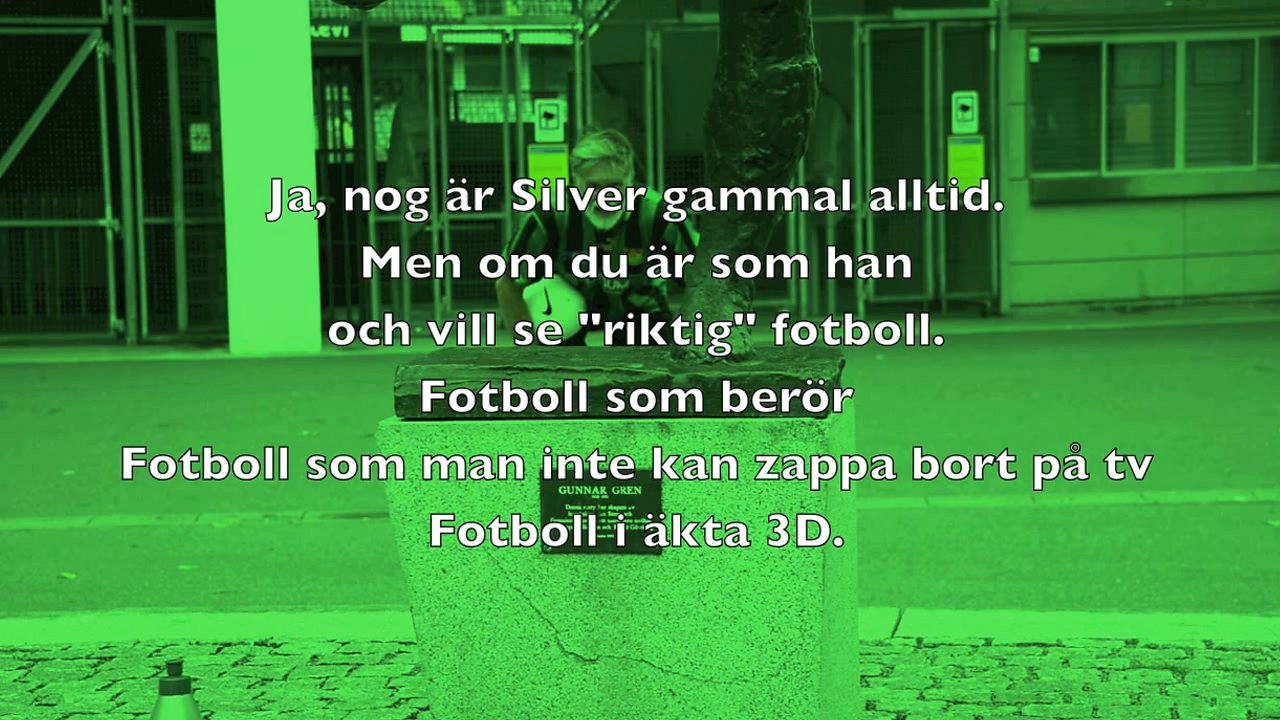 Ja, nog är Silver gammal alltid.
Men om du är som han
och vill se "riktig" fotboll.
Fotboll som berör
Fotboll som man inte kan zappa bort på tv
GUNNAR GREN
Fotboll i äkta 3D.